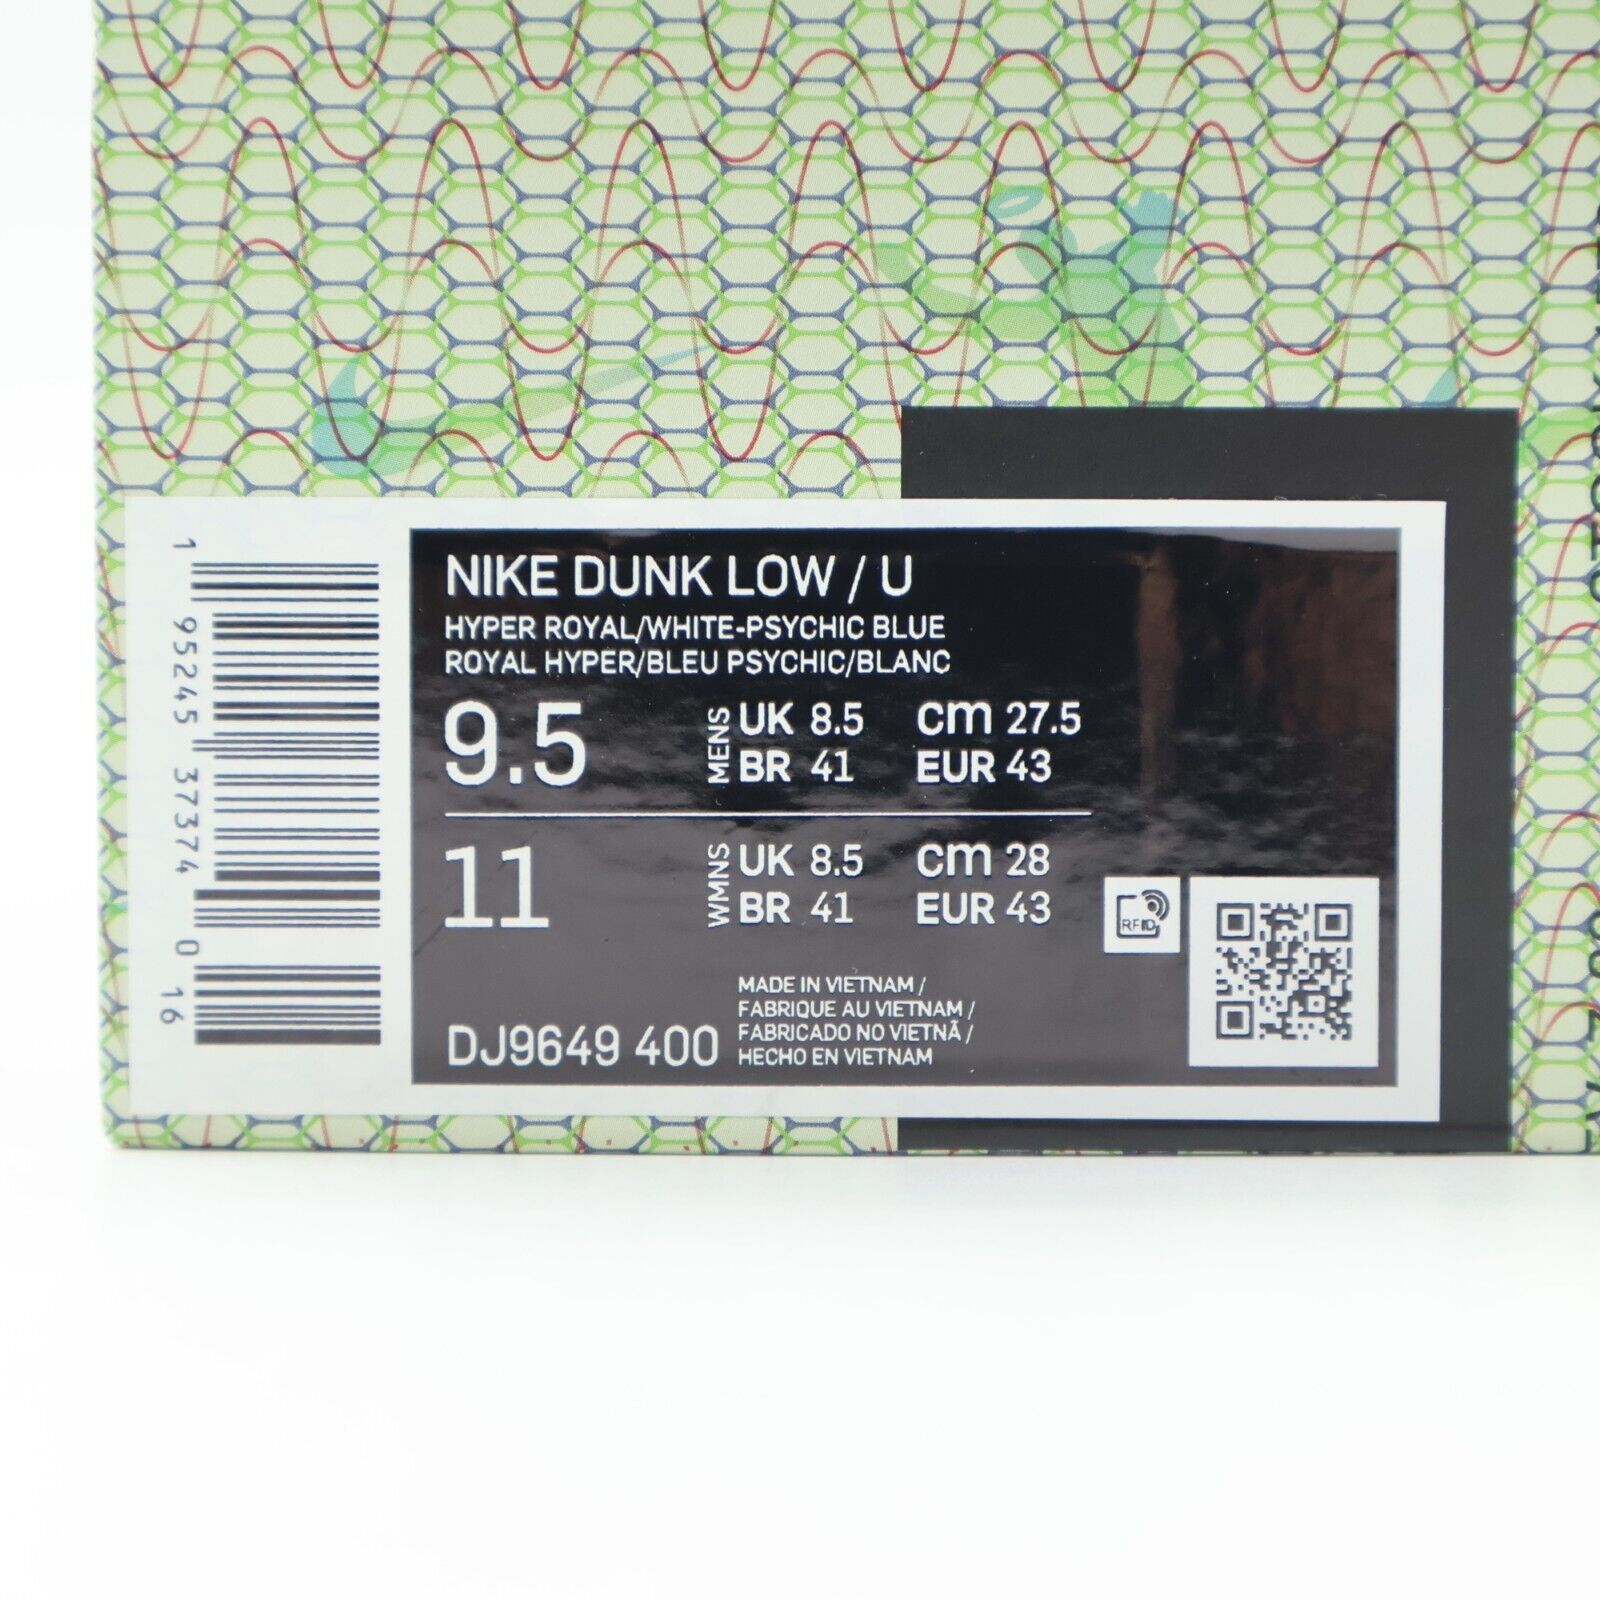 NIKE DUNK LOW / U
HYPER ROYAL/WHITE-PSYCHIC BLUE
ROYAL HYPER/BLEU PSYCHIC/BLANC
9.5 MENS UK 8.5 CM 27.5
BR 41 EUR 43
11 WMNS UK 8.5 CM 28
BR 41 EUR 43
RFID
MADE IN VIETNAM /
FABRIQUE AU VIETNAM /
FABRICADO NO VIETNÃ /
HECHO EN VIETNAM
DJ9649 400
1 95245 37374 0 16